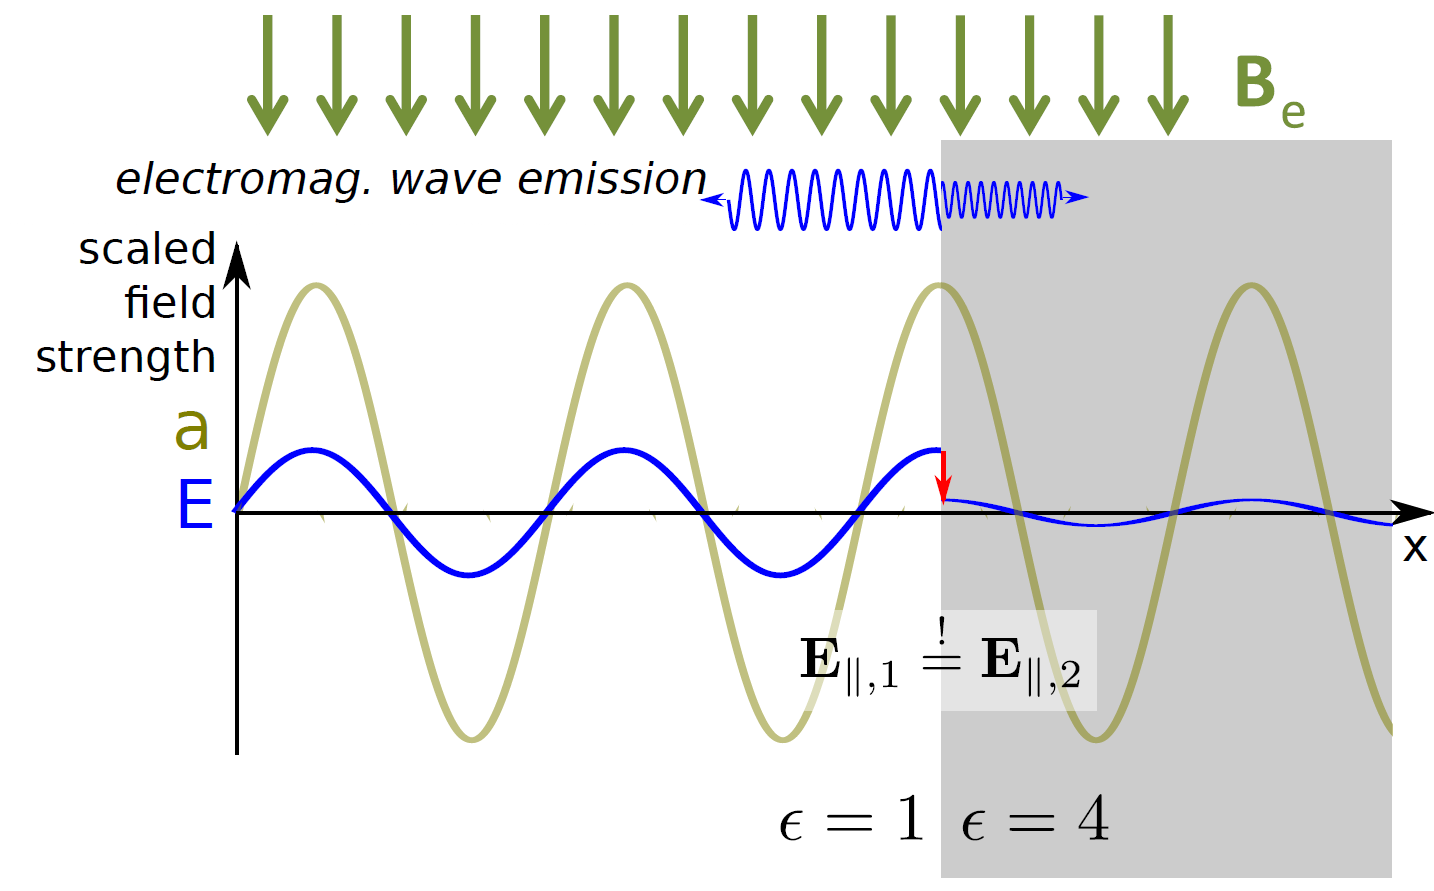 B_e
electromag. wave emission
scaled
field
strength
a
E
x
E_{∥,1} =^{!} E_{∥,2}
ϵ = 1 ϵ = 4